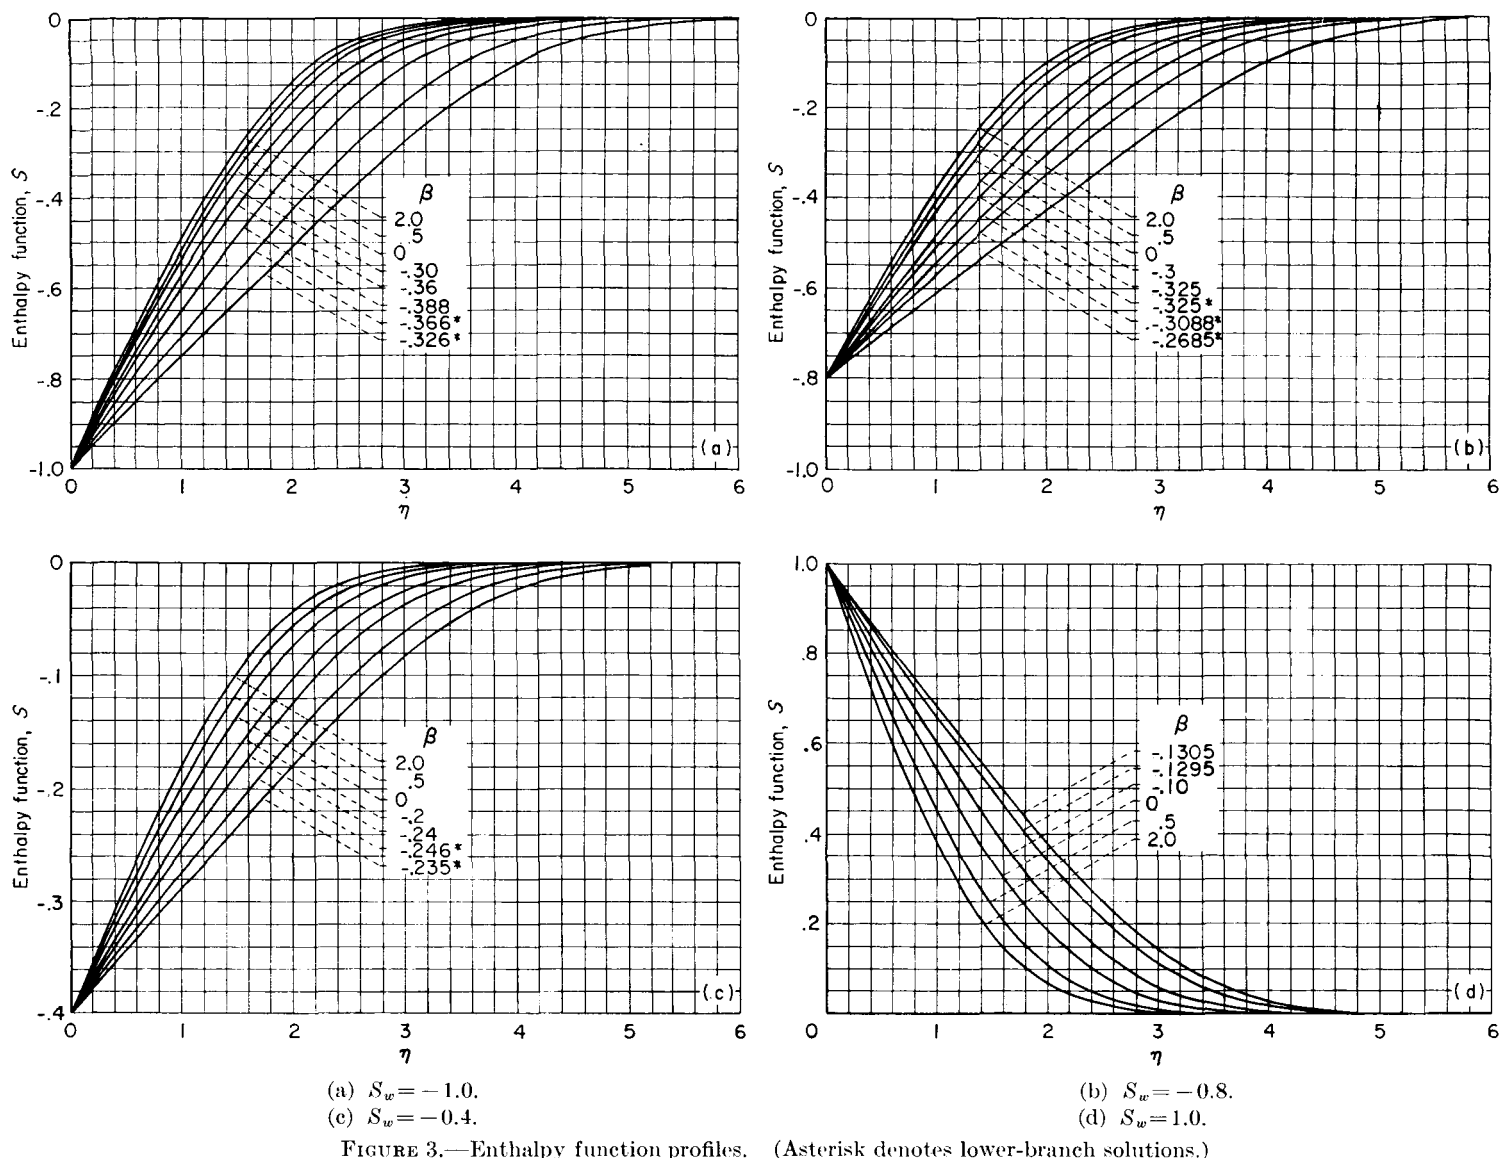 Enthalpy function, S
0
-.2
-.4
-.6
-.8
-1.0
β
2.0
.5
0
-.30
-.36
-.388
-.366*
-.326*
(a)
0 1 2 3 4 5 6
η
Enthalpy function, S
0
-.2
-.4
-.6
-.8
-1.0
β
2.0
.5
0
-.3
-.325
-.325*
-.3088*
-.2685*
(b)
0 1 2 3 4 5 6
η
Enthalpy function, S
0
-.1
-.2
-.3
-.4
β
2.0
.5
0
-.2
-.24
-.246*
-.235*
(c)
0 1 2 3 4 5 6
η
Enthalpy function, S
1.0
.8
.6
.4
.2
β
-.1305
-.1295
-.10
0
.5
2.0
(d)
0 1 2 3 4 5 6
η
(a) S_w = −1.0.
(b) S_w = −0.8.
(c) S_w = −0.4.
(d) S_w = 1.0.
FIGURE 3.—Enthalpy function profiles. (Asterisk denotes lower-branch solutions.)